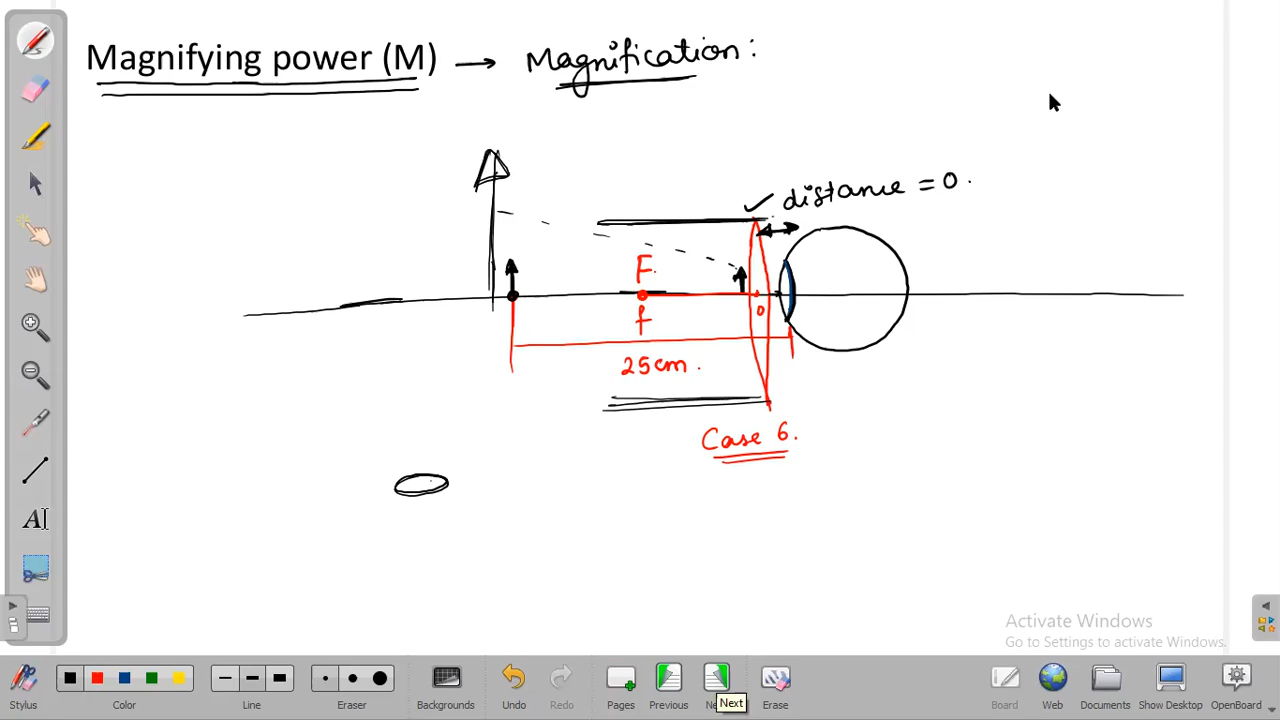 Magnifying power (M) → Magnification:
✓ distance = 0.
F
f
0
25cm.
Case 6.
Activate Windows
Go to Settings to activate Windows.
AI
Stylus
Color
Line
Eraser
Backgrounds
Undo
Redo
Pages
Previous
Next
Erase
Board
Web
Documents
Show Desktop
OpenBoard